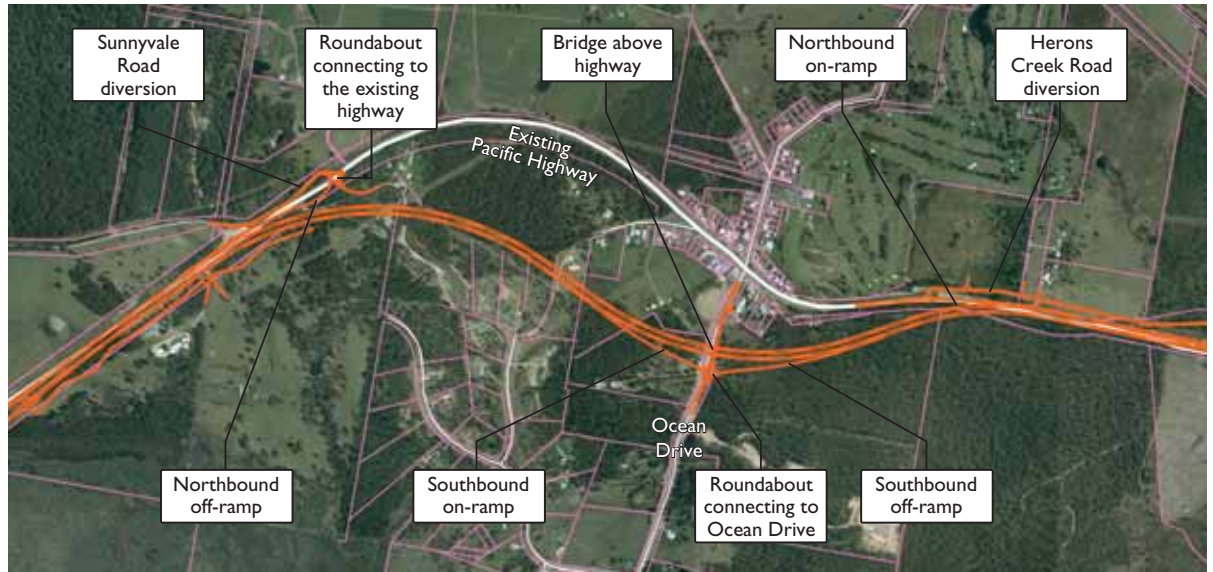 Sunnyvale
Road
diversion
Roundabout
connecting to
the existing
highway
Bridge above
highway
Northbound
on-ramp
Herons
Creek Road
diversion
Existing
Pacific Highway
Ocean
Drive
Northbound
off-ramp
Southbound
on-ramp
Roundabout
connecting to
Ocean Drive
Southbound
off-ramp